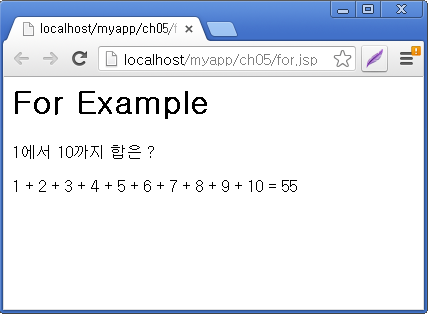 localhost/myapp/ch05/f
localhost/myapp/ch05/for.jsp
For Example
1에서 10까지 합은 ?
1 + 2 + 3 + 4 + 5 + 6 + 7 + 8 + 9 + 10 = 55